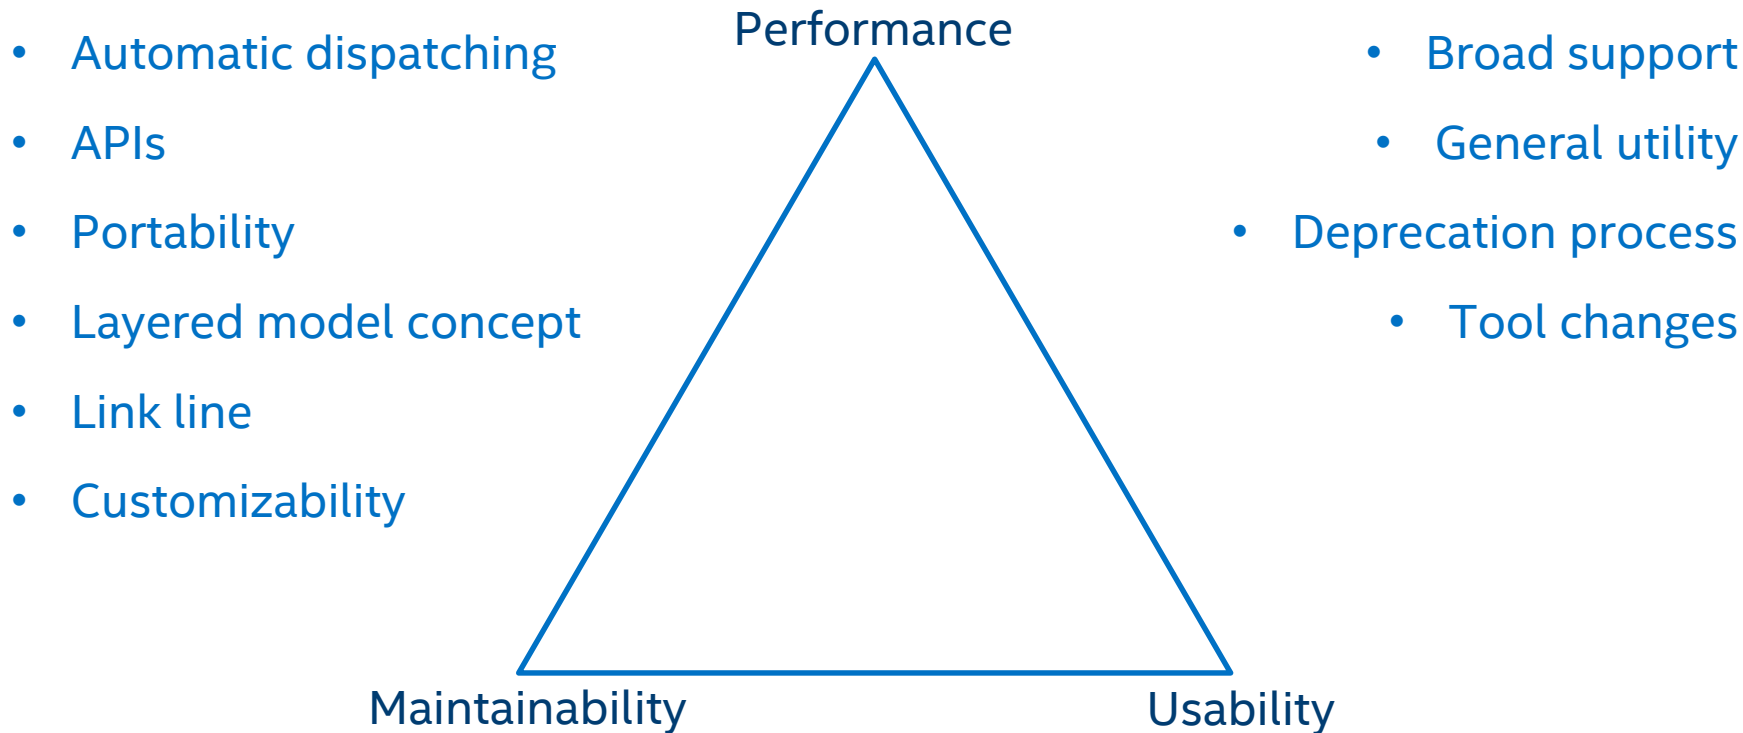 Performance
• Automatic dispatching
• APIs
• Portability
• Layered model concept
• Link line
• Customizability
• Broad support
• General utility
• Deprecation process
• Tool changes
Maintainability
Usability